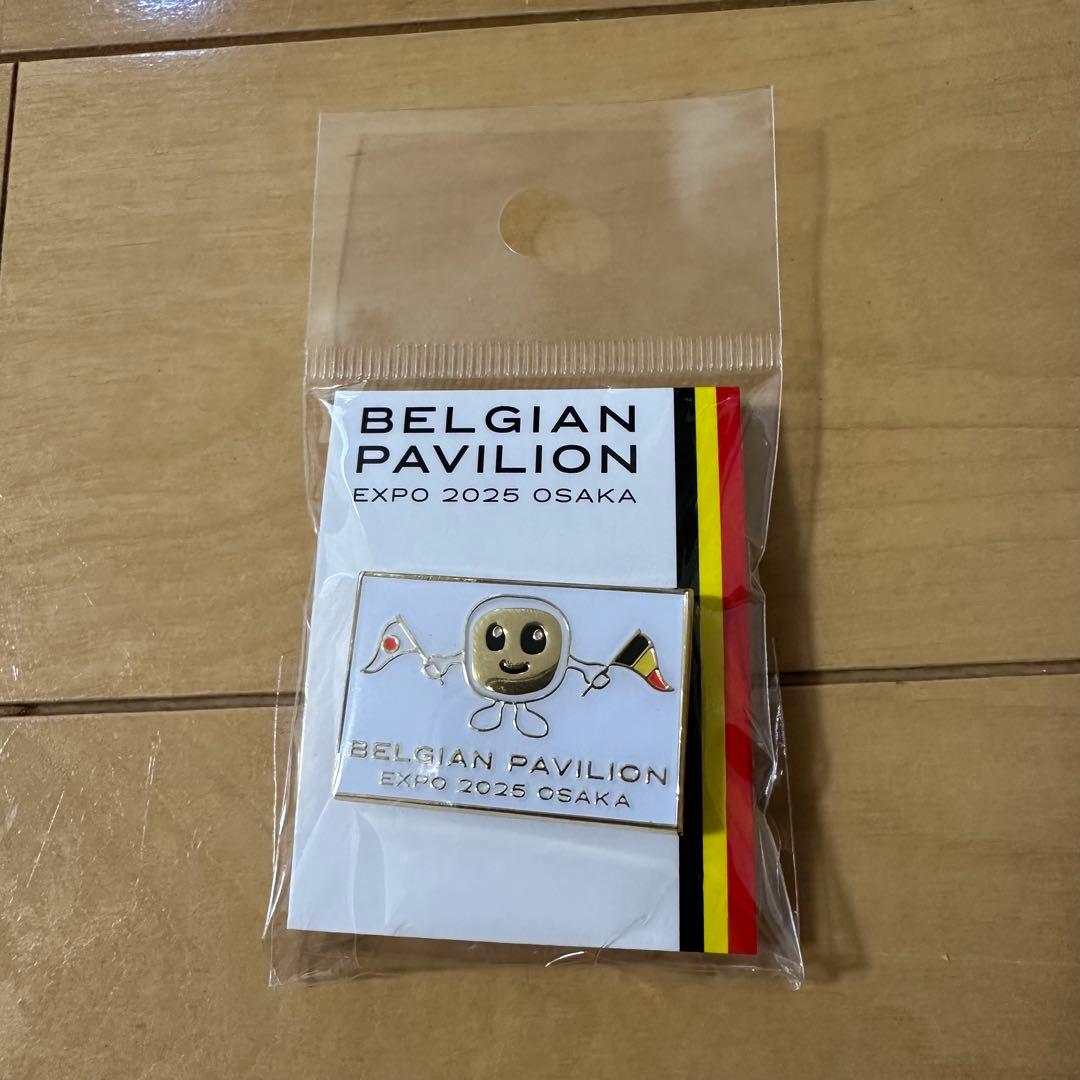 BELGIAN
PAVILION
EXPO 2025 OSAKA
BELGIAN PAVILION
EXPO 2025 OSAKA